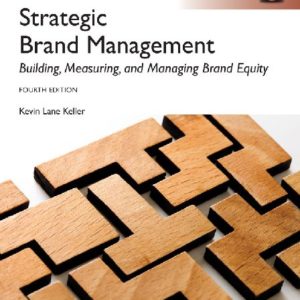 Strategic
Brand Management
Building, Measuring, and Managing Brand Equity
FOURTH EDITION
Kevin Lane Keller